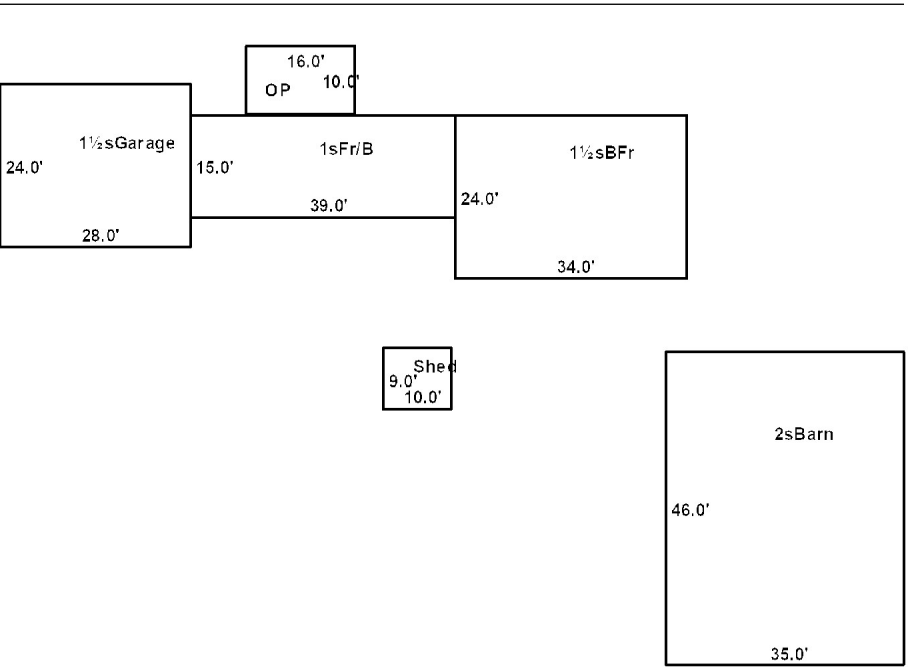 16.0'
10.0'
OP
1½sGarage
24.0'
28.0'
1sFr/B
15.0'
39.0'
1½sBFr
24.0'
34.0'
Shed
9.0'
10.0'
2sBarn
46.0'
35.0'